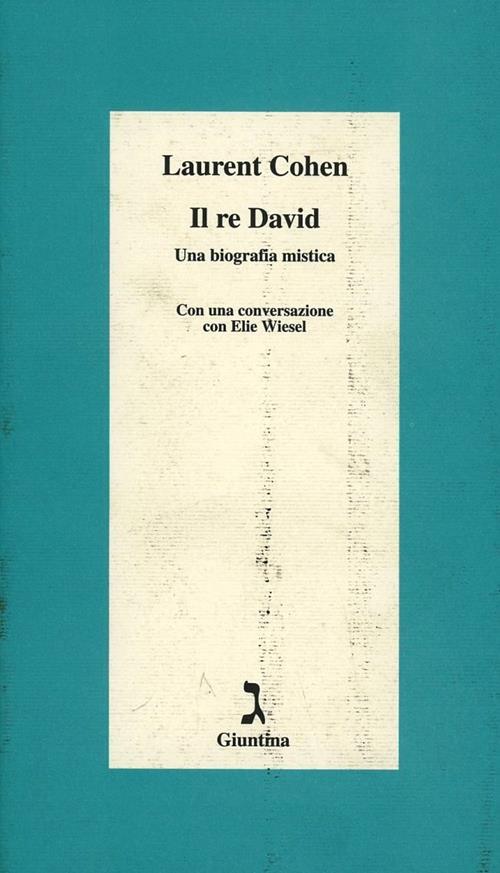 Laurent Cohen
Il re David
Una biografia mistica
Con una conversazione
con Elie Wiesel
ג
Giuntina